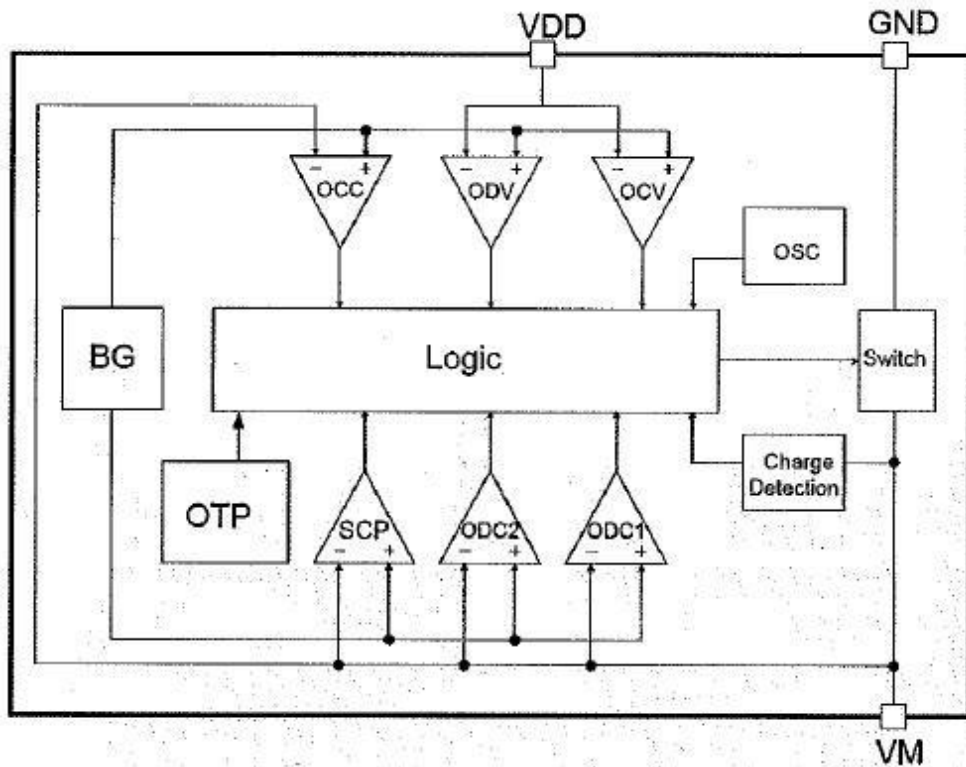 VDD
GND
- +
- +
- +
OCC
ODV
OCV
OSC
BG
Logic
Switch
OTP
Charge
Detection
SCP
ODC2
ODC1
- +
- +
- +
VM